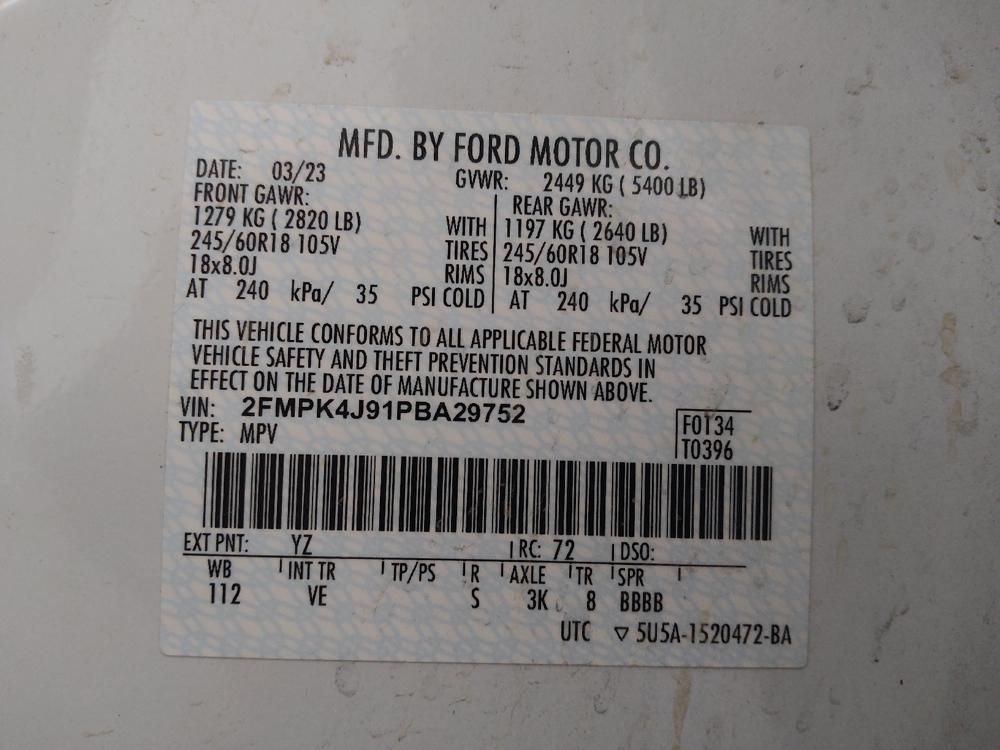 MFD. BY FORD MOTOR CO.
DATE: 03/23 GVWR: 2449 KG ( 5400 LB)
FRONT GAWR: REAR GAWR:
1279 KG ( 2820 LB) WITH 1197 KG ( 2640 LB) WITH
245/60R18 105V TIRES 245/60R18 105V TIRES
18x8.0J RIMS 18x8.0J RIMS
AT 240 kPa/ 35 PSI COLD AT 240 kPa/ 35 PSI COLD
THIS VEHICLE CONFORMS TO ALL APPLICABLE FEDERAL MOTOR
VEHICLE SAFETY AND THEFT PREVENTION STANDARDS IN
EFFECT ON THE DATE OF MANUFACTURE SHOWN ABOVE.
VIN: 2FMPK4J91PBA29752
F0134
TYPE: MPV
T0396
EXT PNT: YZ RC: 72 DSO:
WB INT TR TP/PS R AXLE TR SPR
112 VE S 3K 8 BBBB
UTC ▽ 5U5A-1520472-BA